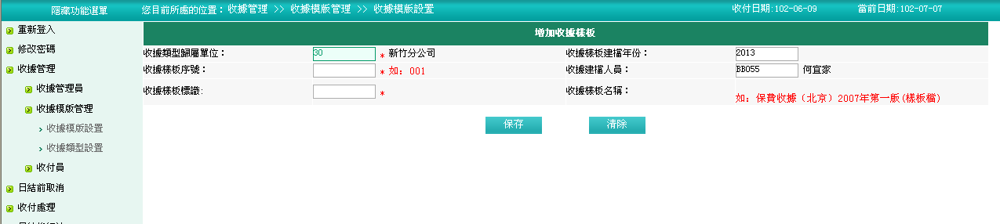 隱藏功能選單
您目前所處的位置：收據管理 >> 收據模版管理 >> 收據模版設置
收付日期:102-06-09
當前日期:102-07-07
重新登入
修改密碼
收據管理
收據管理員
收據模版管理
收據模版設置
收據類型設置
收付員
日結前取消
收付處理
增加收據樣板
收據類型歸屬單位：
30
* 新竹分公司
收據樣板建檔年份：
2013
收據樣板序號：
* 如：001
收據建檔人員：
BB055
何宜家
收據樣板標識:
*
收據樣板名稱：
如：保費收據（北京）2007年第一版(樣板檔)
保存
清除